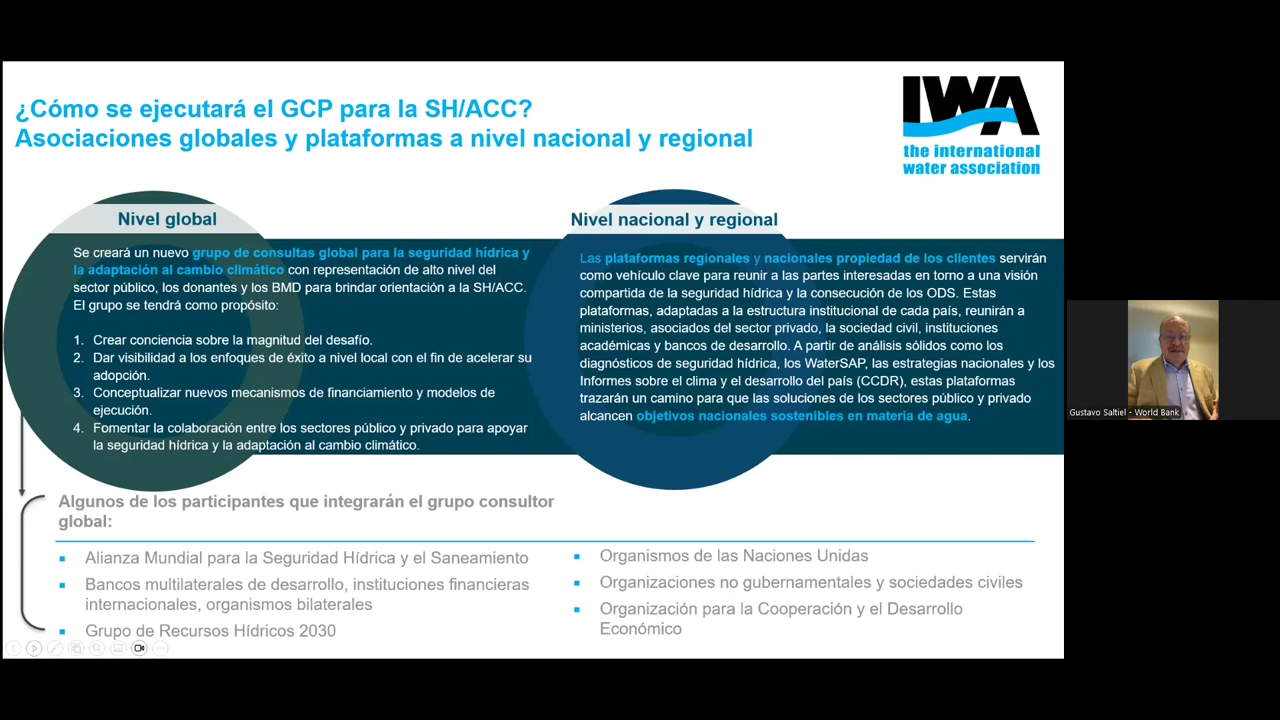 ¿Cómo se ejecutará el GCP para la SH/ACC?
Asociaciones globales y plataformas a nivel nacional y regional
IWA
the international
water association
Nivel global
Se creará un nuevo grupo de consultas global para la seguridad hídrica y
la adaptación al cambio climático con representación de alto nivel del
sector público, los donantes y los BMD para brindar orientación a la SH/ACC.
El grupo se tendrá como propósito:
1. Crear conciencia sobre la magnitud del desafío.
2. Dar visibilidad a los enfoques de éxito a nivel local con el fin de acelerar su
adopción.
3. Conceptualizar nuevos mecanismos de financiamiento y modelos de
ejecución.
4. Fomentar la colaboración entre los sectores público y privado para apoyar
la seguridad hídrica y la adaptación al cambio climático.
Nivel nacional y regional
Las plataformas regionales y nacionales propiedad de los clientes servirán
como vehículo clave para reunir a las partes interesadas en torno a una visión
compartida de la seguridad hídrica y la consecución de los ODS. Estas
plataformas, adaptadas a la estructura institucional de cada país, reunirán a
ministerios, asociados del sector privado, la sociedad civil, instituciones
académicas y bancos de desarrollo. A partir de análisis sólidos como los
diagnósticos de seguridad hídrica, los WaterSAP, las estrategias nacionales y los
Informes sobre el clima y el desarrollo del país (CCDR), estas plataformas
trazarán un camino para que las soluciones de los sectores público y privado
alcancen objetivos nacionales sostenibles en materia de agua.
Algunos de los participantes que integrarán el grupo consultor
global:
▪ Alianza Mundial para la Seguridad Hídrica y el Saneamiento
▪ Bancos multilaterales de desarrollo, instituciones financieras
internacionales, organismos bilaterales
▪ Grupo de Recursos Hídricos 2030
▪ Organismos de las Naciones Unidas
▪ Organizaciones no gubernamentales y sociedades civiles
▪ Organización para la Cooperación y el Desarrollo
Económico
Gustavo Saltiel - World Bank